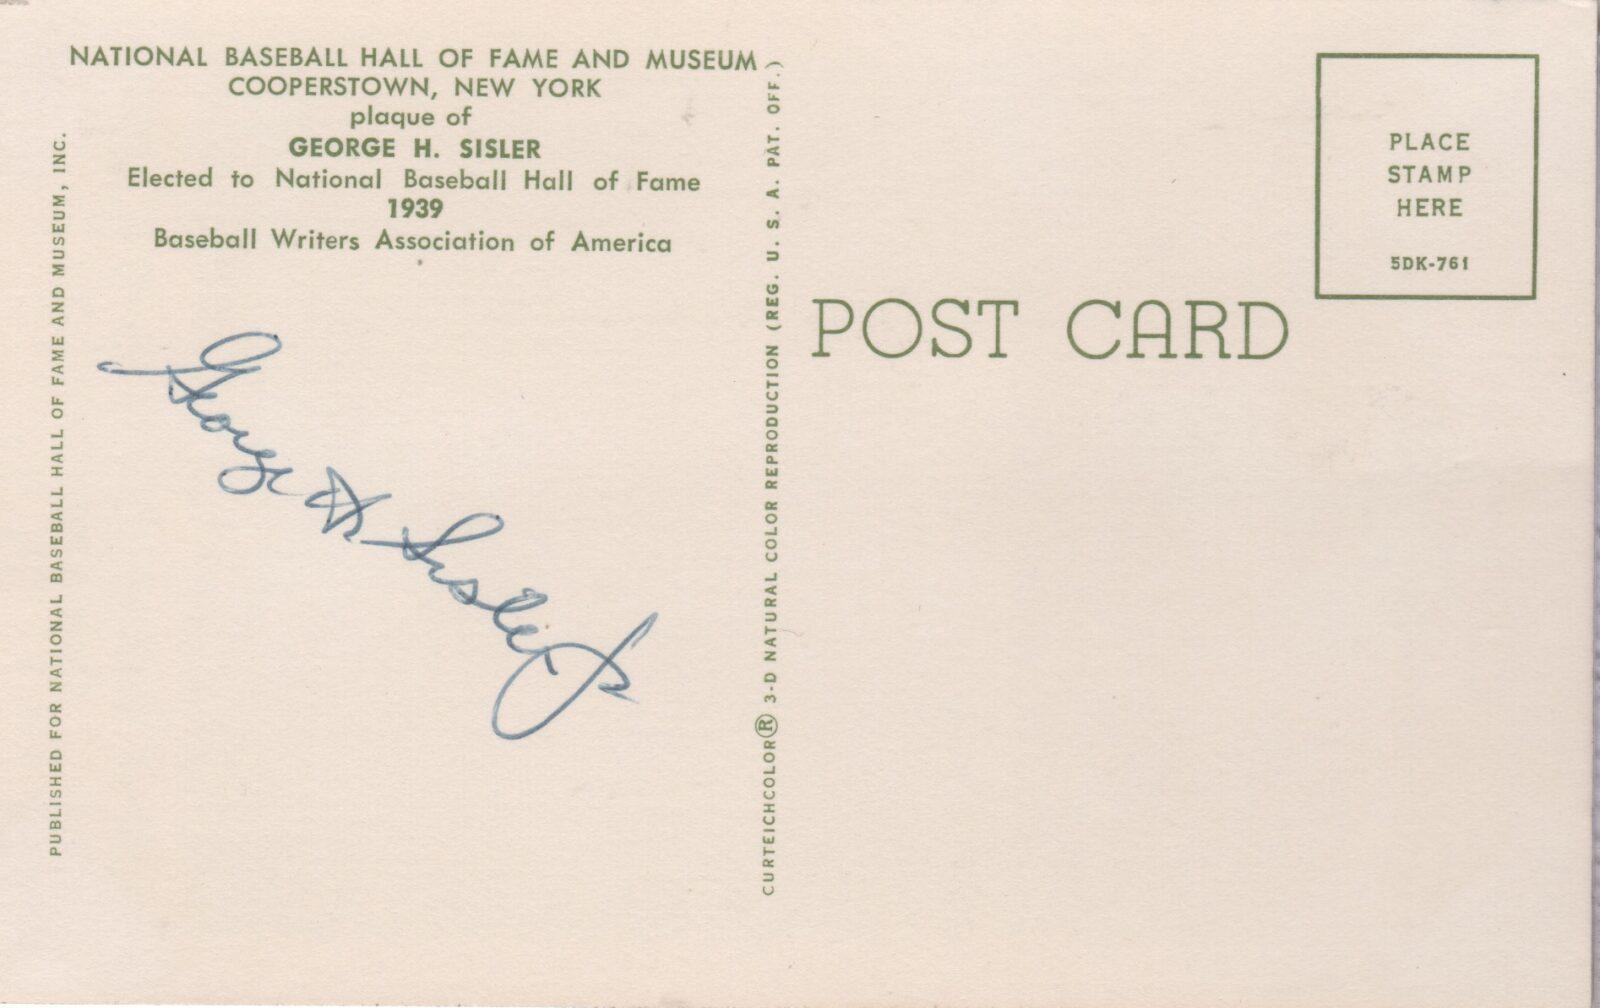 NATIONAL BASEBALL HALL OF FAME AND MUSEUM
COOPERSTOWN, NEW YORK
plaque of
GEORGE H. SISLER
Elected to National Baseball Hall of Fame
1939
Baseball Writers Association of America
PUBLISHED FOR NATIONAL BASEBALL HALL OF FAME AND MUSEUM, INC.
George H Sisler Jr
CURTEICHCOLOR® 3-D NATURAL COLOR REPRODUCTION (REG. U. S. A. PAT. OFF.)
POST CARD
PLACE
STAMP
HERE
5DK-761